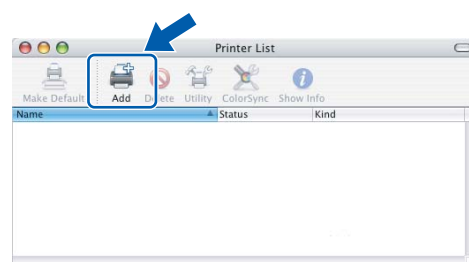 Printer List
Make Default Add Delete Utility ColorSync Show Info
Name Status Kind